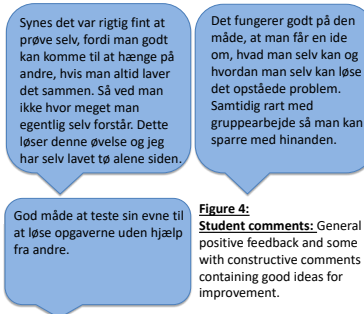 Synes det var rigtig fint at
prøve selv, fordi man godt
kan komme til at hænge på
andre, hvis man altid laver
det sammen. Så ved man
ikke hvor meget man
egentlig selv forstår. Dette
løser denne øvelse og jeg
har selv lavet tø alene siden.
Det fungerer godt på den
måde, at man får en ide
om, hvad man selv kan og
hvordan man selv kan løse
det opståede problem.
Samtidig rart med
gruppearbejde så man kan
sparre med hinanden.
God måde at teste sin evne til
at løse opgaverne uden hjælp
fra andre.
Figure 4:
Student comments: General
positive feedback and some
with constructive comments
containing good ideas for
improvement.